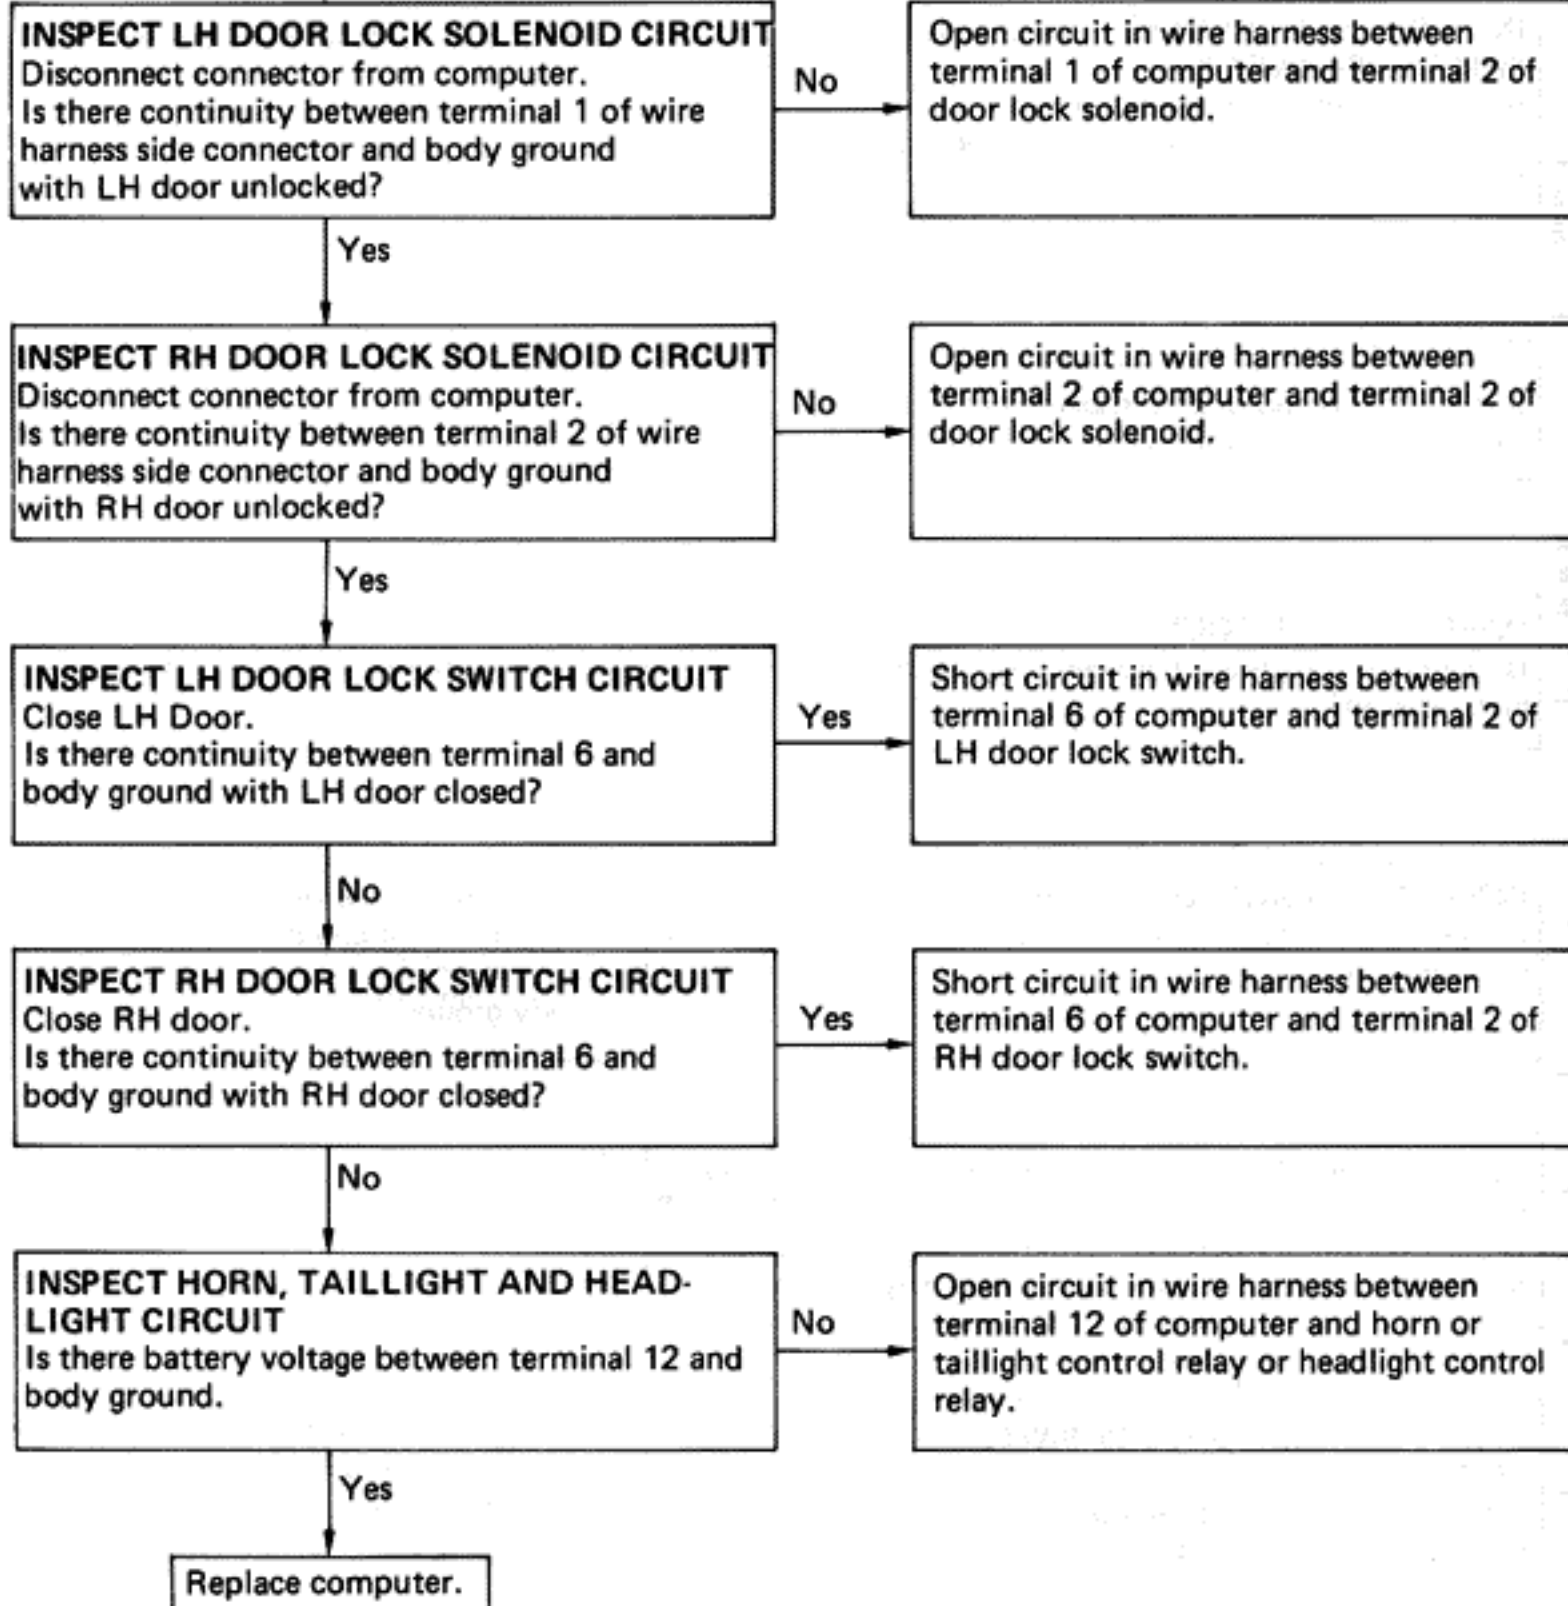 INSPECT LH DOOR LOCK SOLENOID CIRCUIT
Disconnect connector from computer.
Is there continuity between terminal 1 of wire
harness side connector and body ground
with LH door unlocked?
No
Open circuit in wire harness between
terminal 1 of computer and terminal 2 of
door lock solenoid.
Yes
INSPECT RH DOOR LOCK SOLENOID CIRCUIT
Disconnect connector from computer.
Is there continuity between terminal 2 of wire
harness side connector and body ground
with RH door unlocked?
No
Open circuit in wire harness between
terminal 2 of computer and terminal 2 of
door lock solenoid.
Yes
INSPECT LH DOOR LOCK SWITCH CIRCUIT
Close LH Door.
Is there continuity between terminal 6 and
body ground with LH door closed?
Yes
Short circuit in wire harness between
terminal 6 of computer and terminal 2 of
LH door lock switch.
No
INSPECT RH DOOR LOCK SWITCH CIRCUIT
Close RH door.
Is there continuity between terminal 6 and
body ground with RH door closed?
Yes
Short circuit in wire harness between
terminal 6 of computer and terminal 2 of
RH door lock switch.
No
INSPECT HORN, TAILLIGHT AND HEAD-
LIGHT CIRCUIT
Is there battery voltage between terminal 12 and
body ground.
No
Open circuit in wire harness between
terminal 12 of computer and horn or
taillight control relay or headlight control
relay.
Yes
Replace computer.